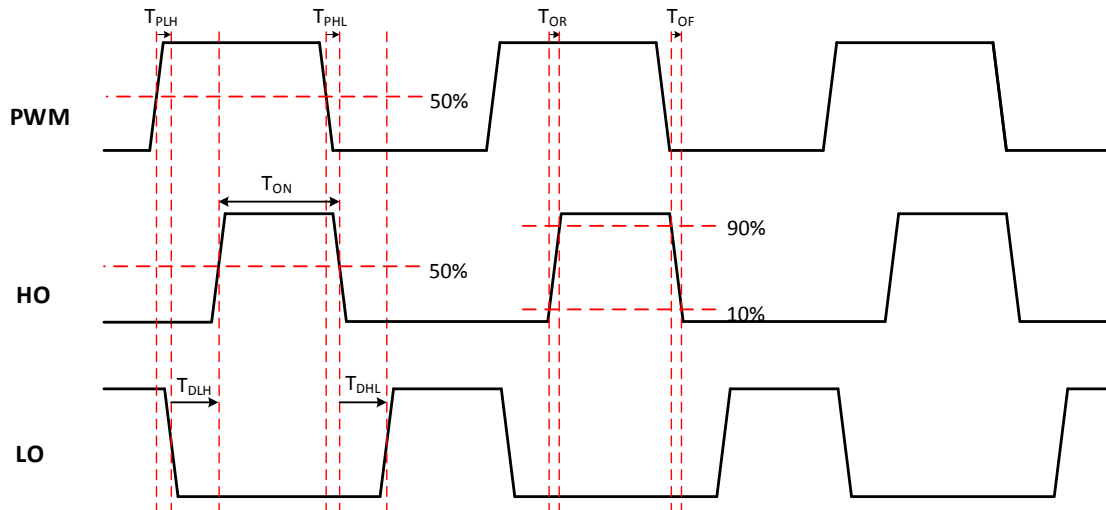 TPLH TPHL TOR TOF
50%
PWM
TON
90%
50%
HO
10%
TDLH TDHL
LO